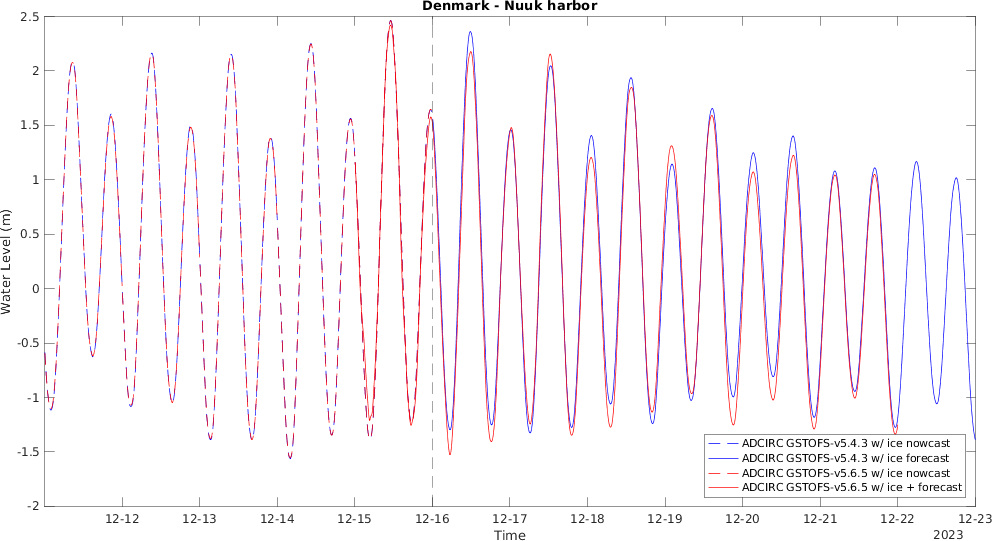 Denmark - Nuuk harbor
2.5
2
1.5
1
0.5
0
-0.5
-1
-1.5
-2
Water Level (m)
12-12 12-13 12-14 12-15 12-16 12-17 12-18 12-19 12-20 12-21 12-22 12-23
Time
2023
ADCIRC GSTOFS-v5.4.3 w/ ice nowcast
ADCIRC GSTOFS-v5.4.3 w/ ice forecast
ADCIRC GSTOFS-v5.6.5 w/ ice nowcast
ADCIRC GSTOFS-v5.6.5 w/ ice + forecast